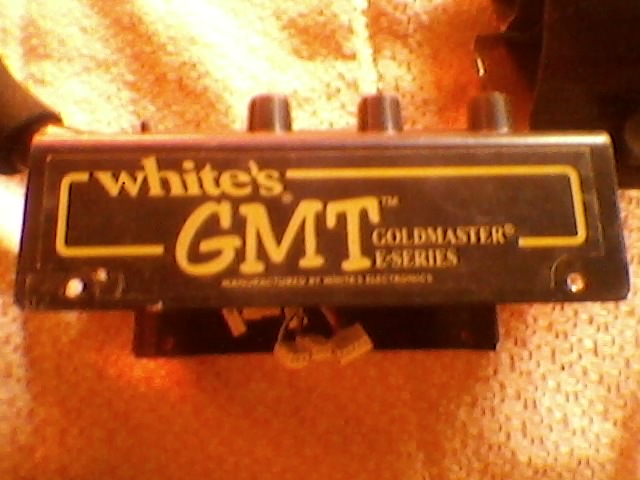 white's®
GMT™
GOLDMASTER®
E-SERIES
MANUFACTURED BY WHITE'S ELECTRONICS